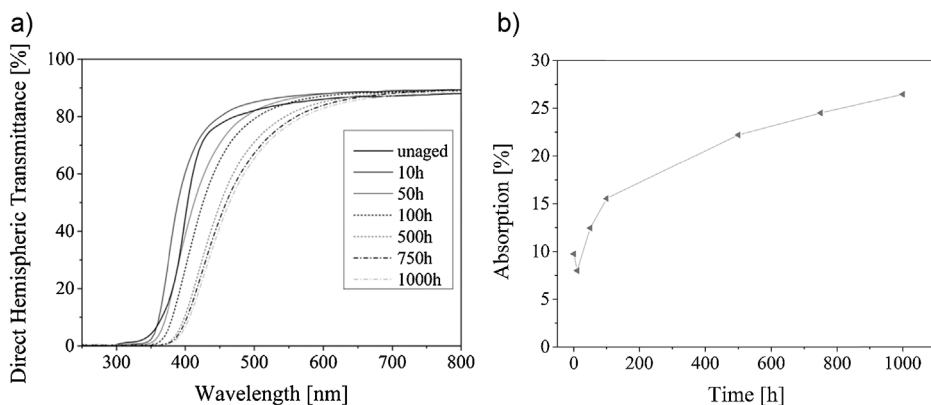 a)
Direct Hemispheric Transmittance [%]
100
80
60
40
20
0
300
400
500
600
700
800
Wavelength [nm]
unaged
10h
50h
100h
500h
750h
1000h
b)
Absorption [%]
30
25
20
15
10
5
0
0
200
400
600
800
1000
Time [h]